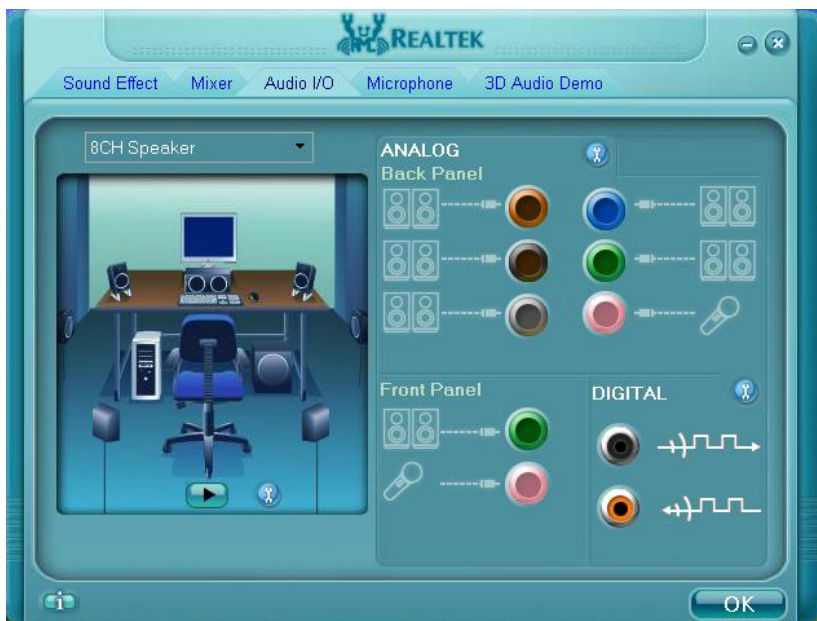 REALTEK
Sound Effect Mixer Audio I/O Microphone 3D Audio Demo
8CH Speaker
ANALOG
Back Panel
Front Panel
DIGITAL
i
OK